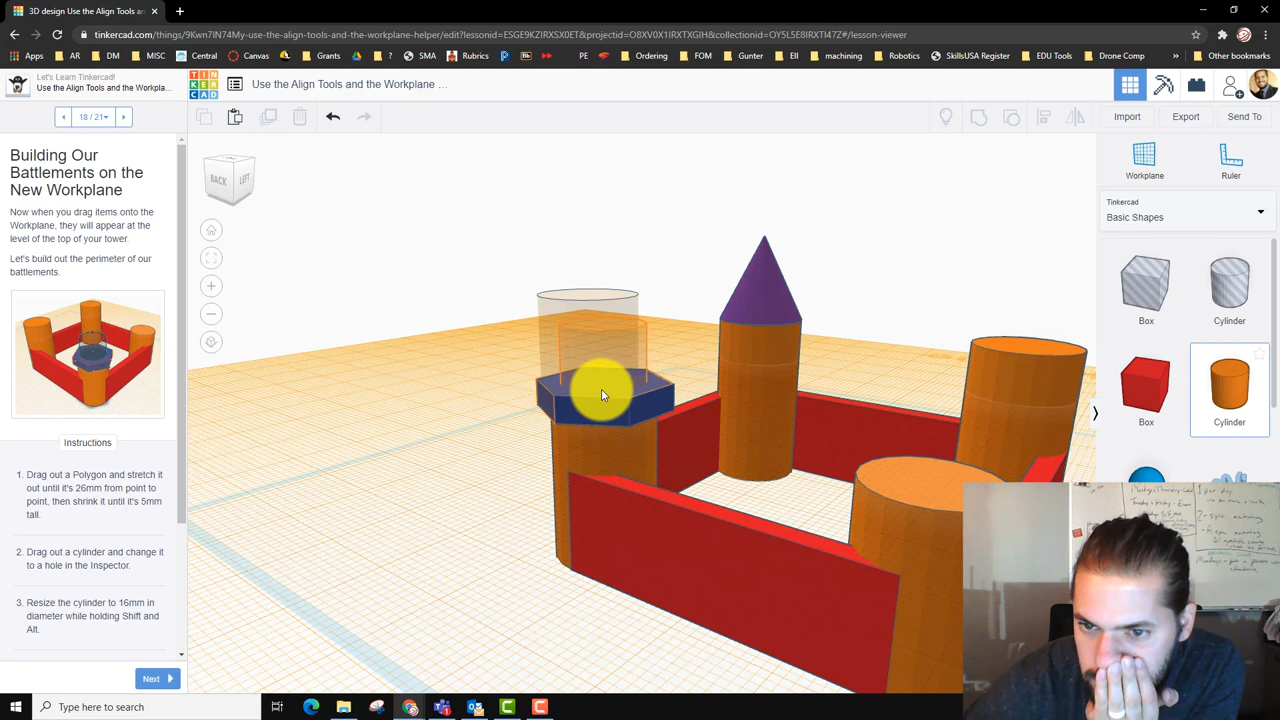 3D design Use the Align Tools an
tinkercad.com/things/9Kwn7IN74My-use-the-align-tools-and-the-workplane-helper/edit?lessonid=ESGE9KZIRXSX0ET&projectid=O8XV0X1IRXTXGIH&collectionid=OY5L5E8IRXTI47Z#/lesson-viewer
Apps AR DM MISC Central Canvas Grants ? SMA Rubrics PE Ordering FOM Gunter Ell machining Robotics SkillsUSA Register EDU Tools Drone Comp » Other bookmarks
Let's Learn Tinkercad!
Use the Align Tools and the Workpla...
TIN
KER
CAD
Use the Align Tools and the Workplane ...
18 / 21
Import Export Send To
Building Our
Battlements on the
New Workplane
Now when you drag items onto the
Workplane, they will appear at the
level of the top of your tower.
Let's build out the perimeter of our
battlements.
Instructions
1. Drag out a Polygon and stretch it
out until it's 26mm from point to
point, then shrink it until it's 5mm
tall.
2. Drag out a cylinder and change it
to a hole in the Inspector.
3. Resize the cylinder to 16mm in
diameter while holding Shift and
Alt.
Next
BACK LEFT
Workplane Ruler
Tinkercad
Basic Shapes
Box Cylinder
Box Cylinder
Type here to search